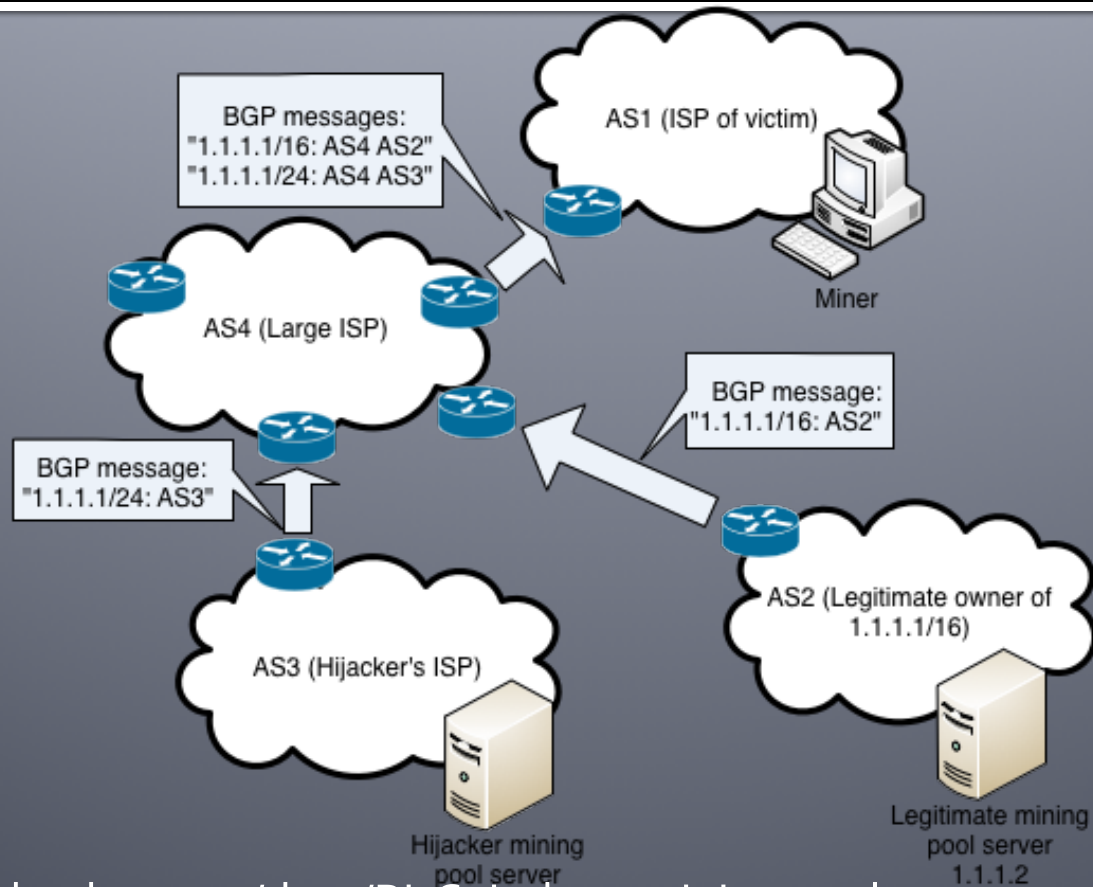 AS1 (ISP of victim)
BGP messages:
"1.1.1.1/16: AS4 AS2"
"1.1.1.1/24: AS4 AS3"
Miner
AS4 (Large ISP)
BGP message:
"1.1.1.1/16: AS2"
BGP message:
"1.1.1.1/24: AS3"
AS2 (Legitimate owner of
1.1.1.1/16)
AS3 (Hijacker's ISP)
Legitimate mining
pool server
1.1.1.2
Hijacker mining
pool server